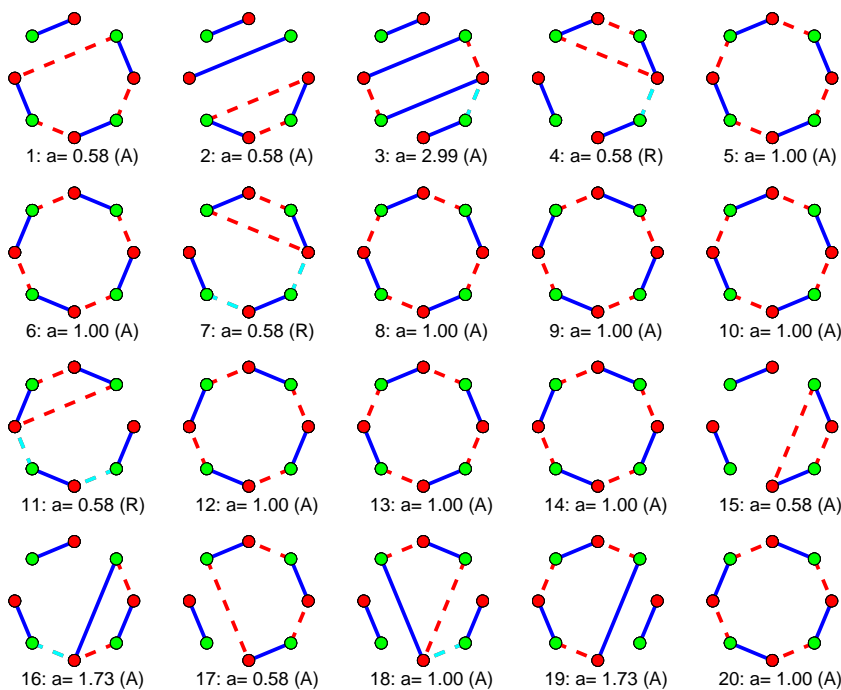 1: a= 0.58 (A) 2: a= 0.58 (A) 3: a= 2.99 (A) 4: a= 0.58 (R) 5: a= 1.00 (A)
6: a= 1.00 (A) 7: a= 0.58 (R) 8: a= 1.00 (A) 9: a= 1.00 (A) 10: a= 1.00 (A)
11: a= 0.58 (R) 12: a= 1.00 (A) 13: a= 1.00 (A) 14: a= 1.00 (A) 15: a= 0.58 (A)
16: a= 1.73 (A) 17: a= 0.58 (A) 18: a= 1.00 (A) 19: a= 1.73 (A) 20: a= 1.00 (A)